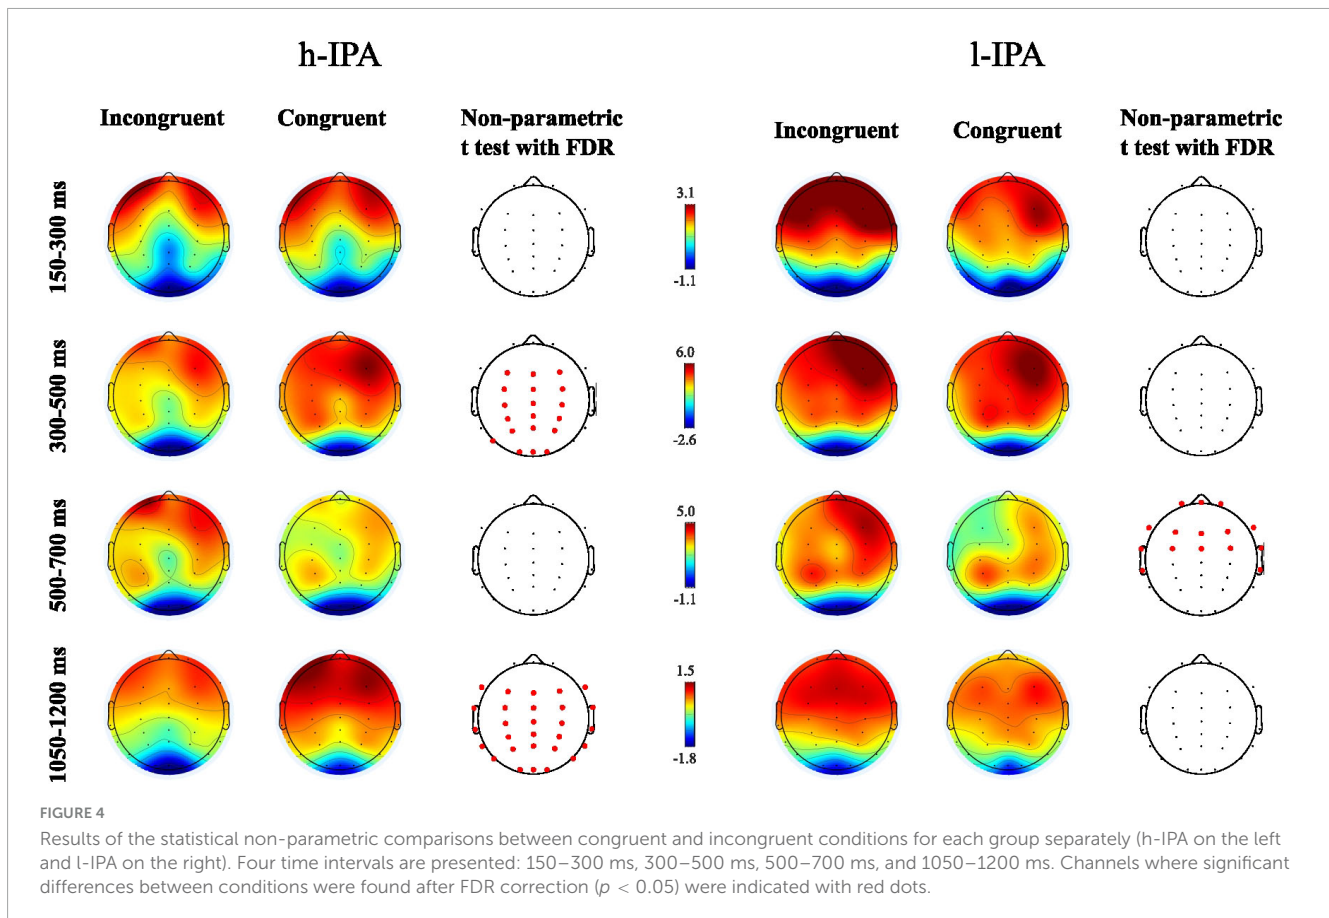 h-IPA
l-IPA
Incongruent
Congruent
Non-parametric
t test with FDR
Incongruent
Congruent
Non-parametric
t test with FDR
150-300 ms
3.1
-1.1
300-500 ms
6.0
-2.6
500-700 ms
5.0
-1.1
1050-1200 ms
1.5
-1.8
FIGURE 4
Results of the statistical non-parametric comparisons between congruent and incongruent conditions for each group separately (h-IPA on the left
and l-IPA on the right). Four time intervals are presented: 150–300 ms, 300–500 ms, 500–700 ms, and 1050–1200 ms. Channels where significant
differences between conditions were found after FDR correction (p < 0.05) were indicated with red dots.